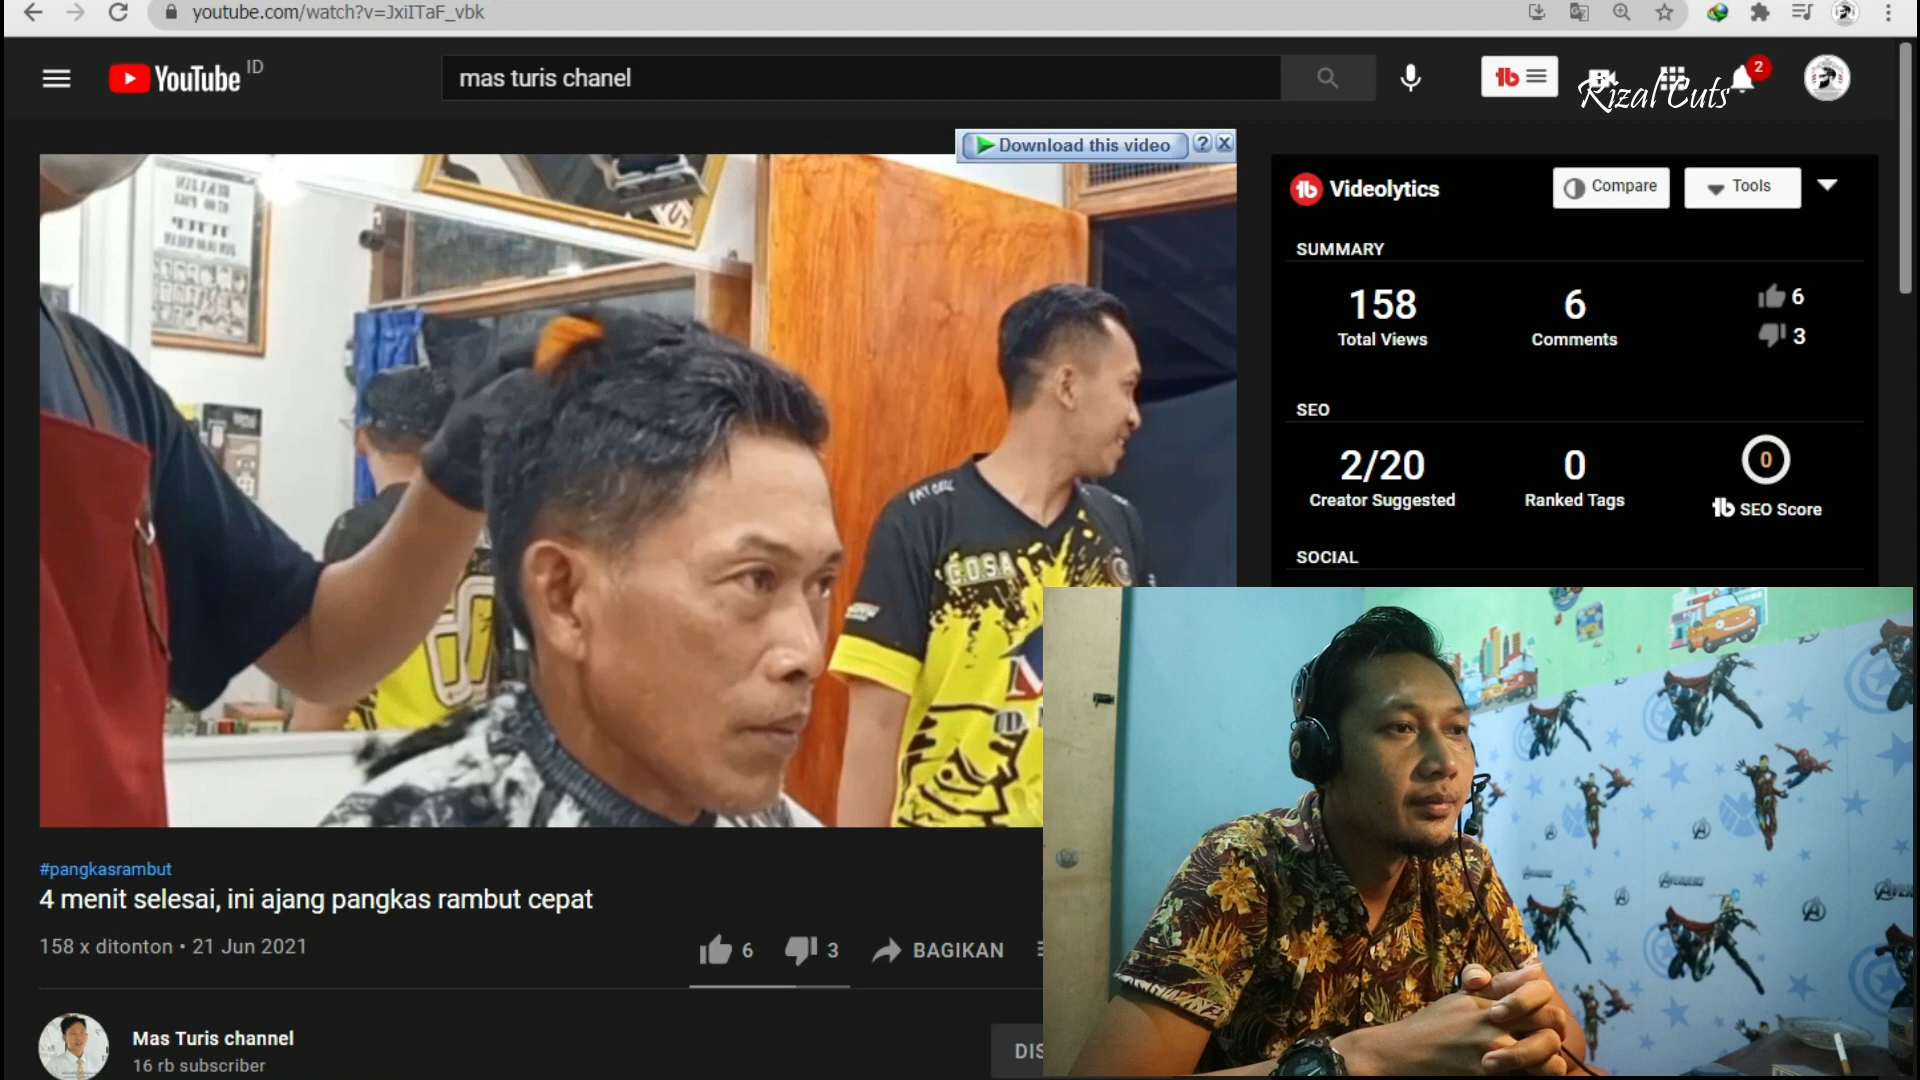 youtube.com/watch?v=JxiITaF_vbk
YouTube ID
mas turis chanel
Rizal Cuts
2
Download this video
?
Videolytics
Compare
Tools
SUMMARY
158
Total Views
6
Comments
6
3
SEO
2/20
Creator Suggested
0
Ranked Tags
0
SEO Score
SOCIAL
C.O.S.A
#pangkasrambut
4 menit selesai, ini ajang pangkas rambut cepat
158 x ditonton • 21 Jun 2021
6
3
BAGIKAN
Mas Turis channel
16 rb subscriber
DIS
AVENGERS